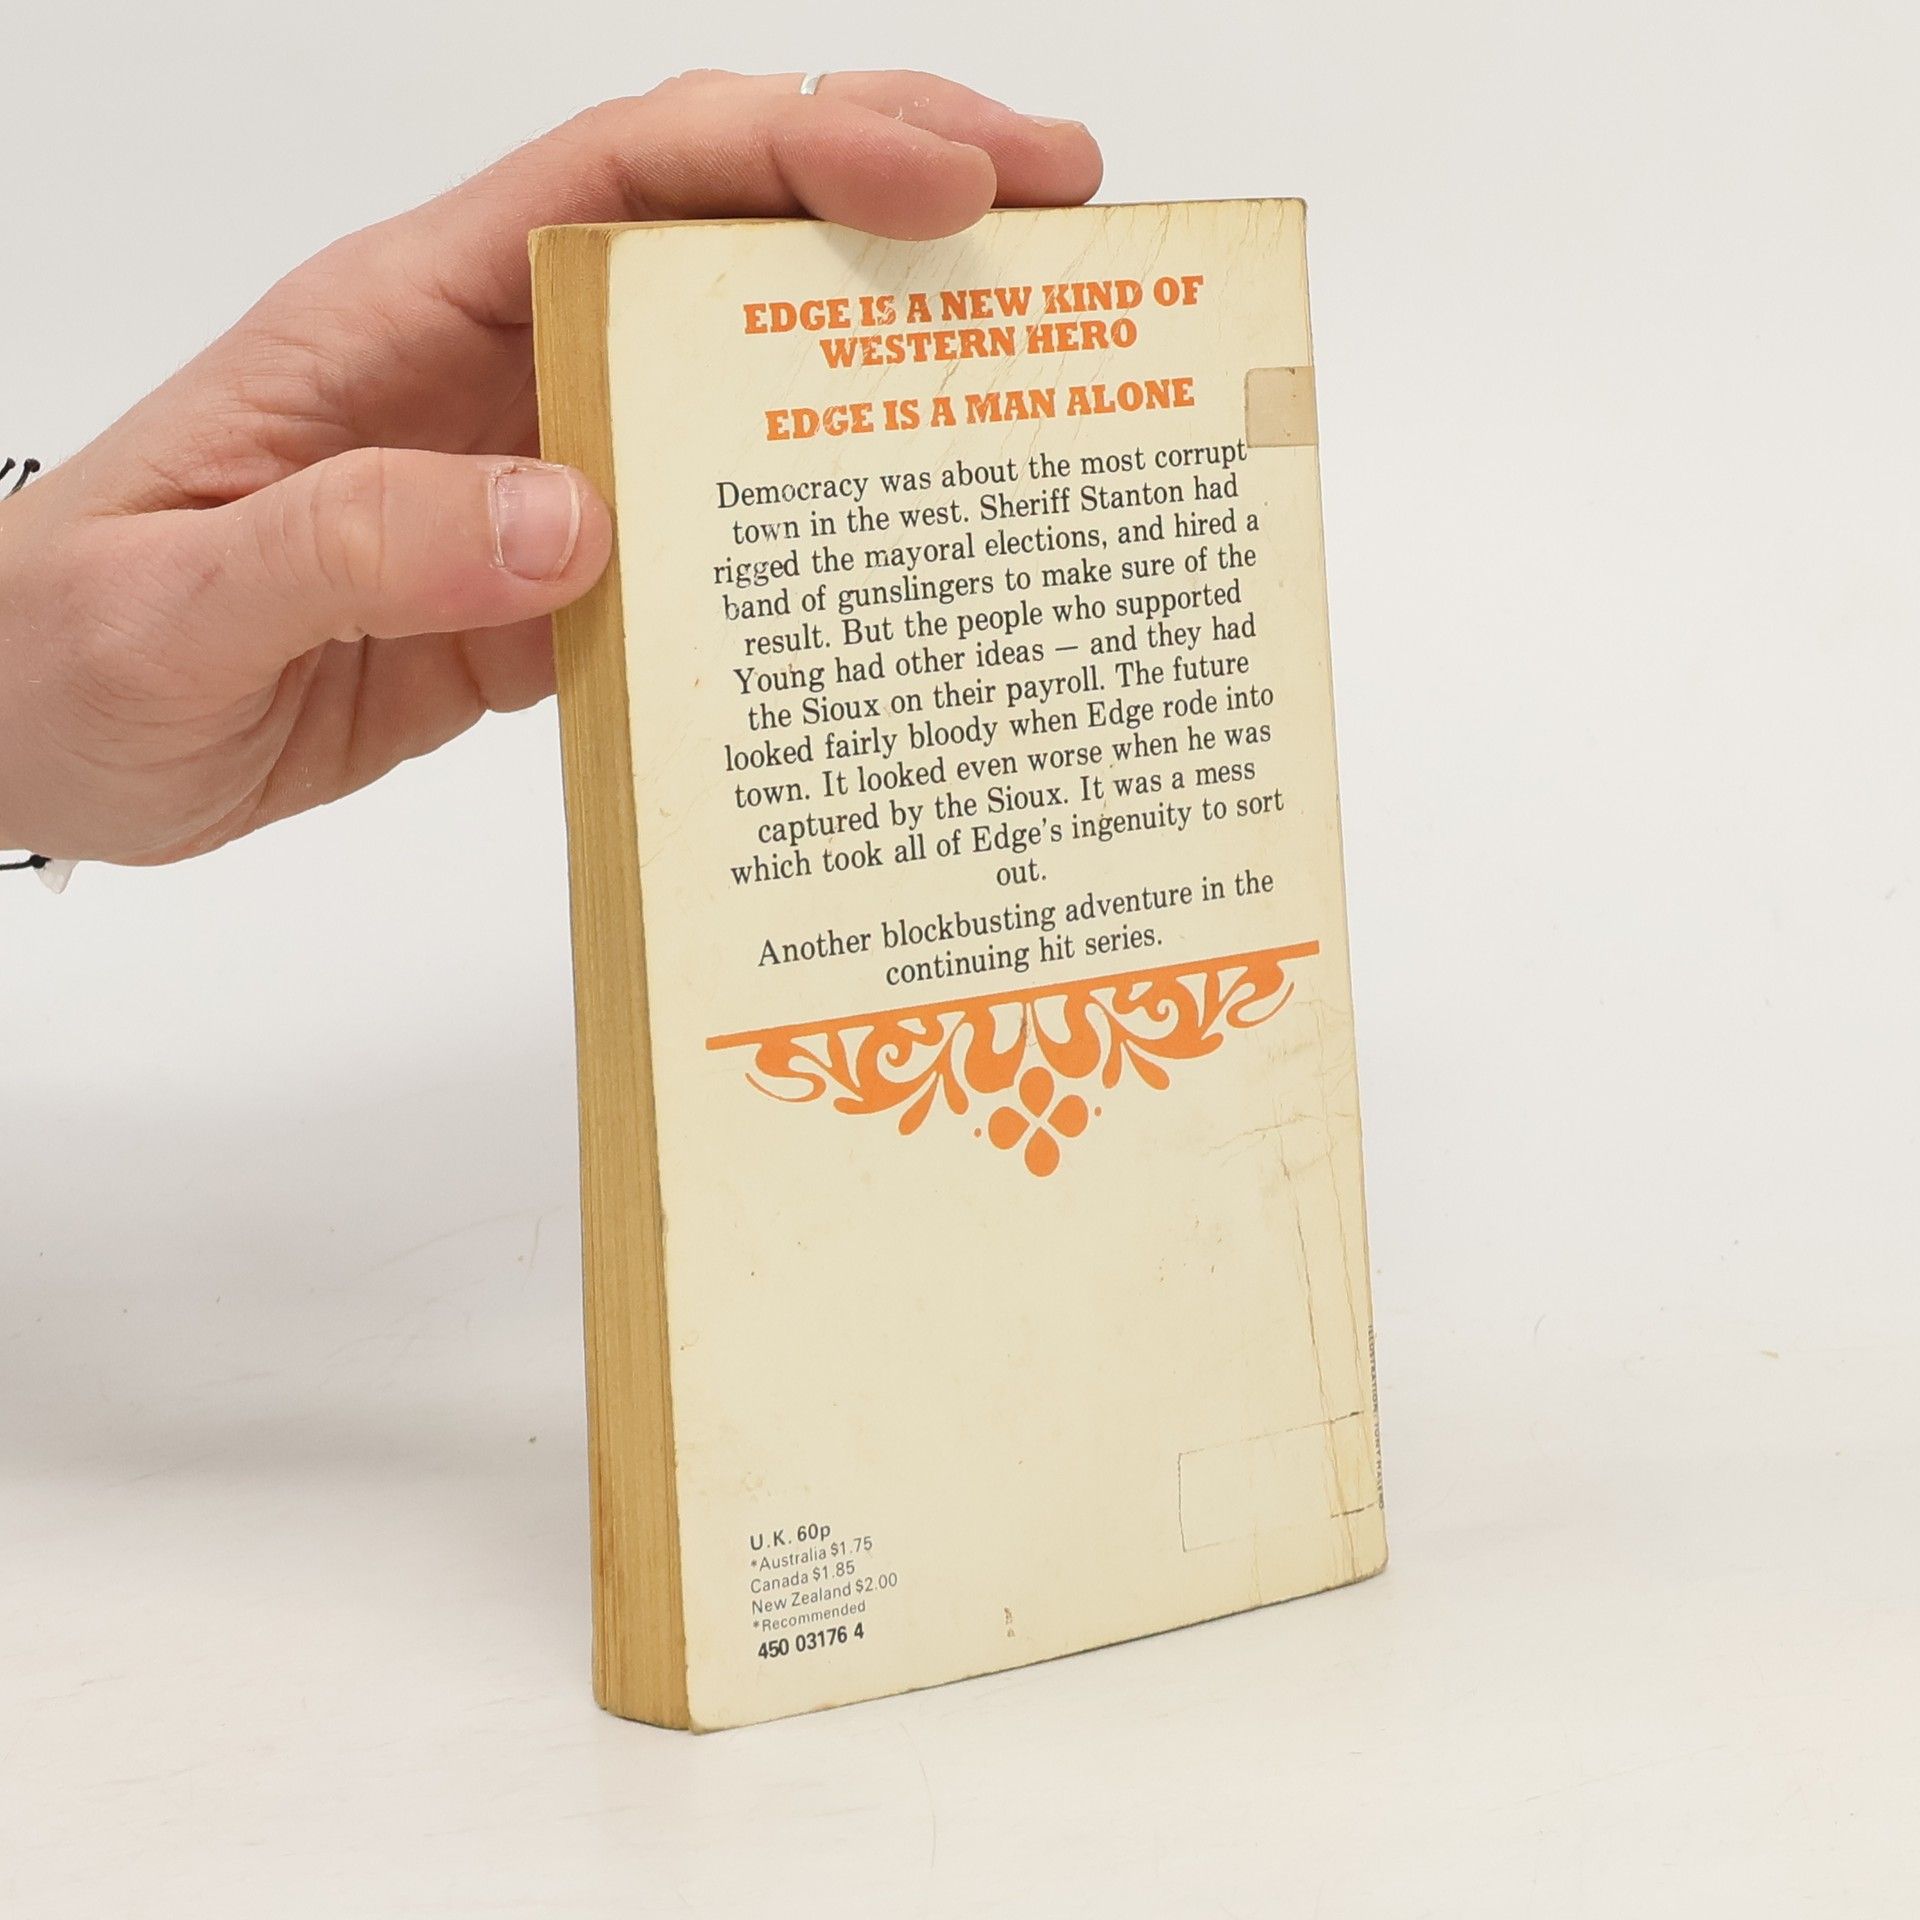 EDGE IS A NEW KIND OF
WESTERN HERO
EDGE IS A MAN ALONE
Democracy was about the most corrupt
town in the west. Sheriff Stanton had
rigged the mayoral elections, and hired a
band of gunslingers to make sure of the
result. But the people who supported
Young had other ideas — and they had
the Sioux on their payroll. The future
looked fairly bloody when Edge rode into
town. It looked even worse when he was
captured by the Sioux. It was a mess
which took all of Edge's ingenuity to sort
out.
Another blockbusting adventure in the
continuing hit series.
U.K. 60p
*Australia $1.75
Canada $1.85
New Zealand $2.00
*Recommended
450 03176 4